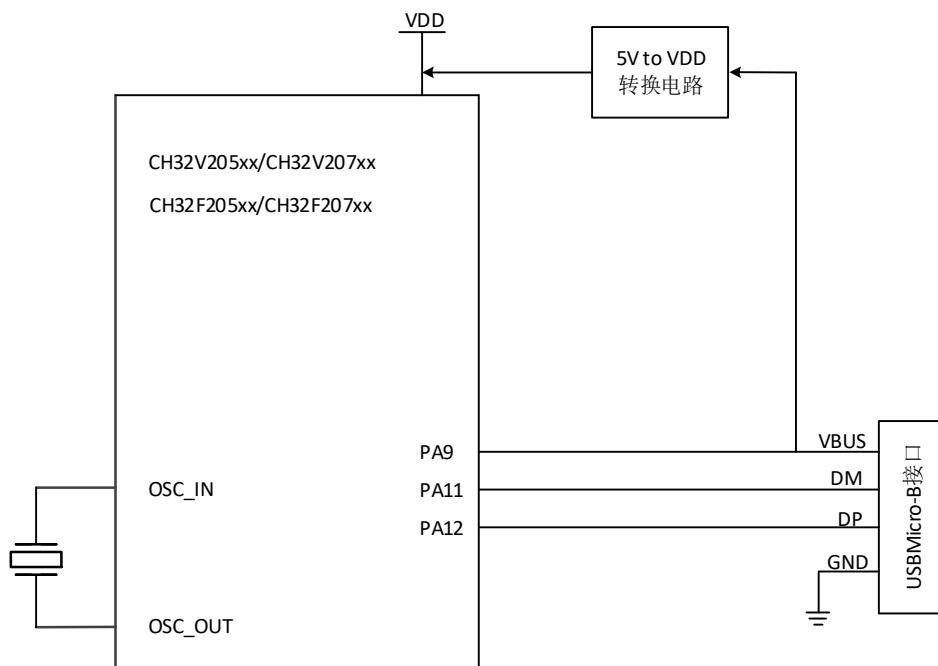 VDD
5V to VDD
转换电路
CH32V205xx/CH32V207xx
CH32F205xx/CH32F207xx
PA9
VBUS
OSC_IN
PA11
DM
PA12
DP
GND
USBMicro-B接口
OSC_OUT